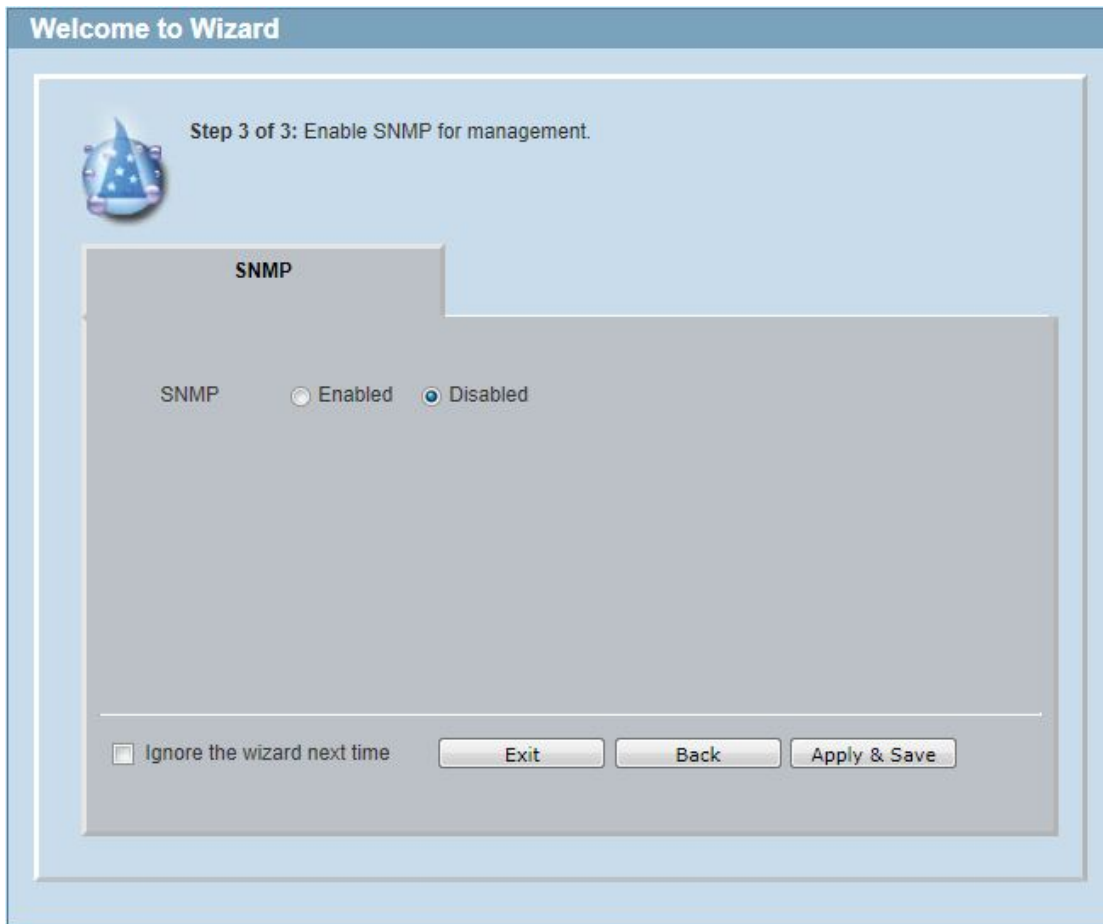 Welcome to Wizard
Step 3 of 3: Enable SNMP for management.
SNMP
SNMP Enabled Disabled
Ignore the wizard next time Exit Back Apply & Save